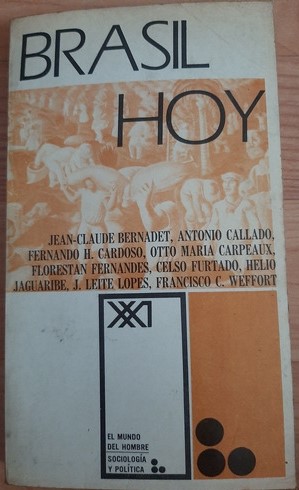 BRASIL
HOY
JEAN-CLAUDE BERNADET, ANTONIO CALLADO,
FERNANDO H. CARDOSO, OTTO MARIA CARPEAUX,
FLORESTAN FERNANDES, CELSO FURTADO, HELIO
JAGUARIBE, J. LEITE LOPES, FRANCISCO C. WEFFORT
XXI
EL MUNDO
DEL HOMBRE
SOCIOLOGÍA
Y POLÍTICA